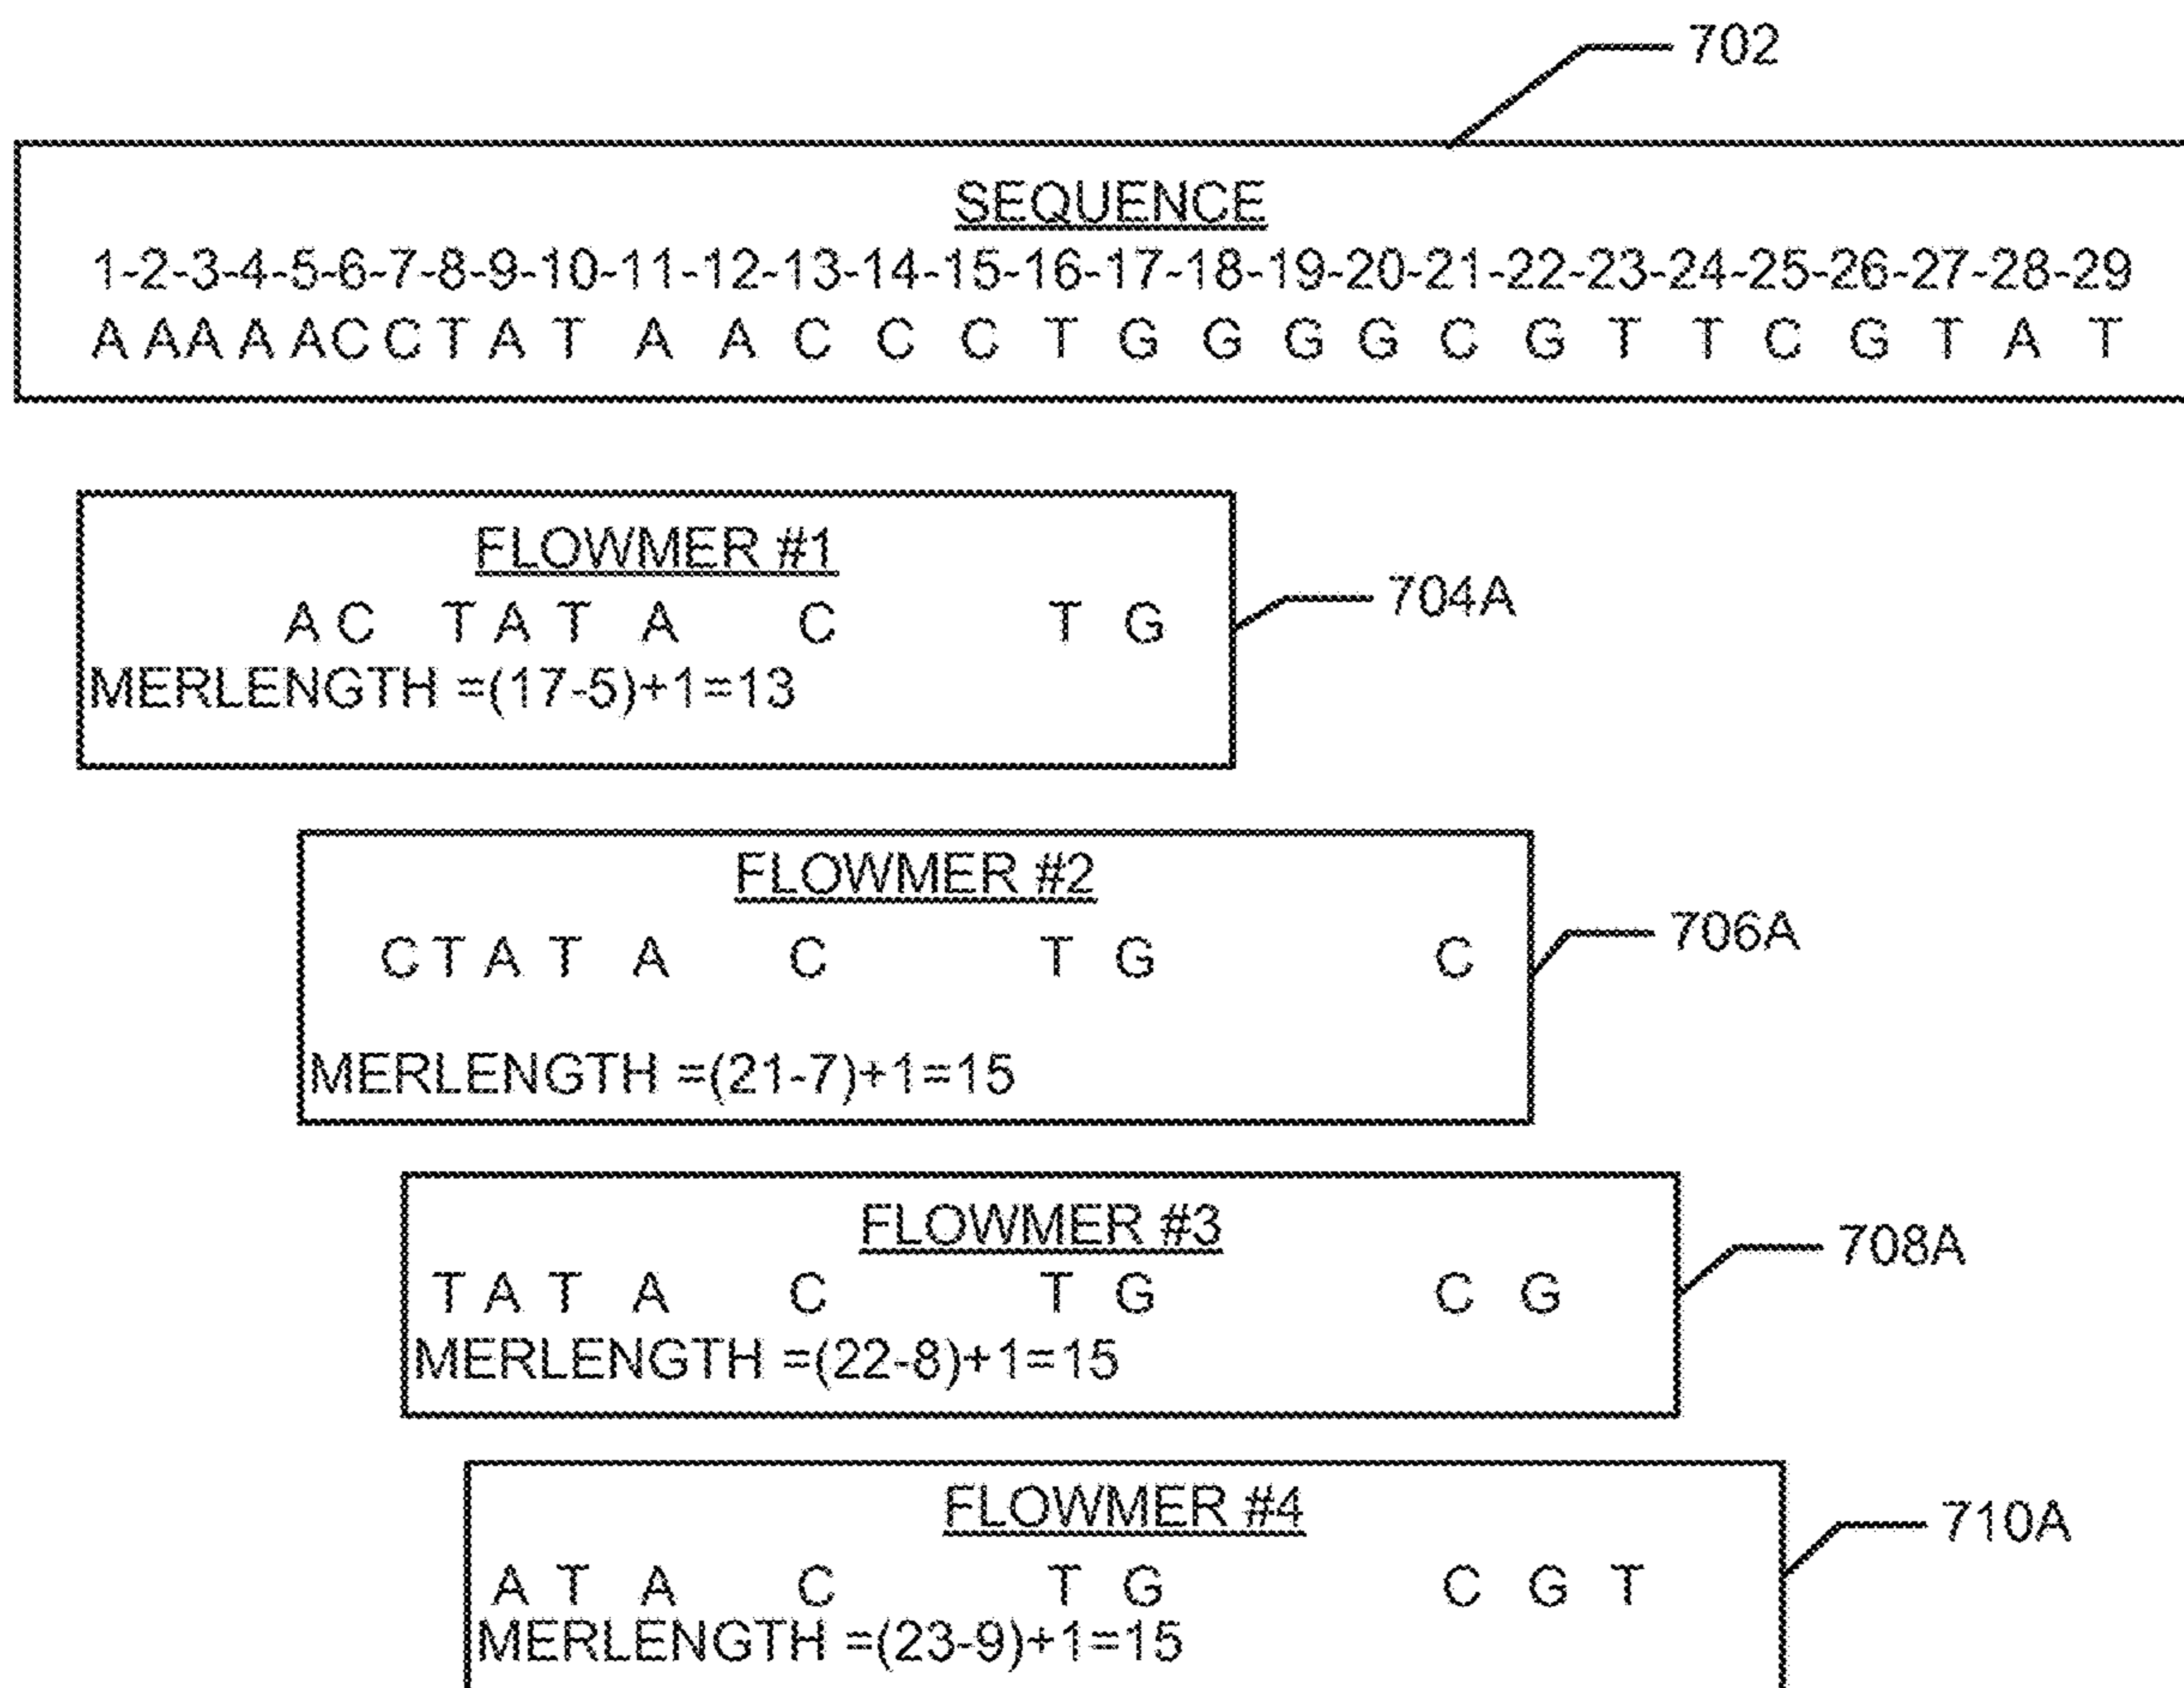 702
SEQUENCE
1-2-3-4-5-6-7-8-9-10-11-12-13-14-15-16-17-18-19-20-21-22-23-24-25-26-27-28-29
A AA A AC C T A T A A C C C T G G G G C G T T C G T A T
FLOWMER #1
A C T A T A C T G
704A
MERLENGTH =(17-5)+1=13
FLOWMER #2
C T A T A C T G C
706A
MERLENGTH =(21-7)+1=15
FLOWMER #3
T A T A C T G C G
708A
MERLENGTH =(22-8)+1=15
FLOWMER #4
A T A C T G C G T
710A
MERLENGTH =(23-9)+1=15